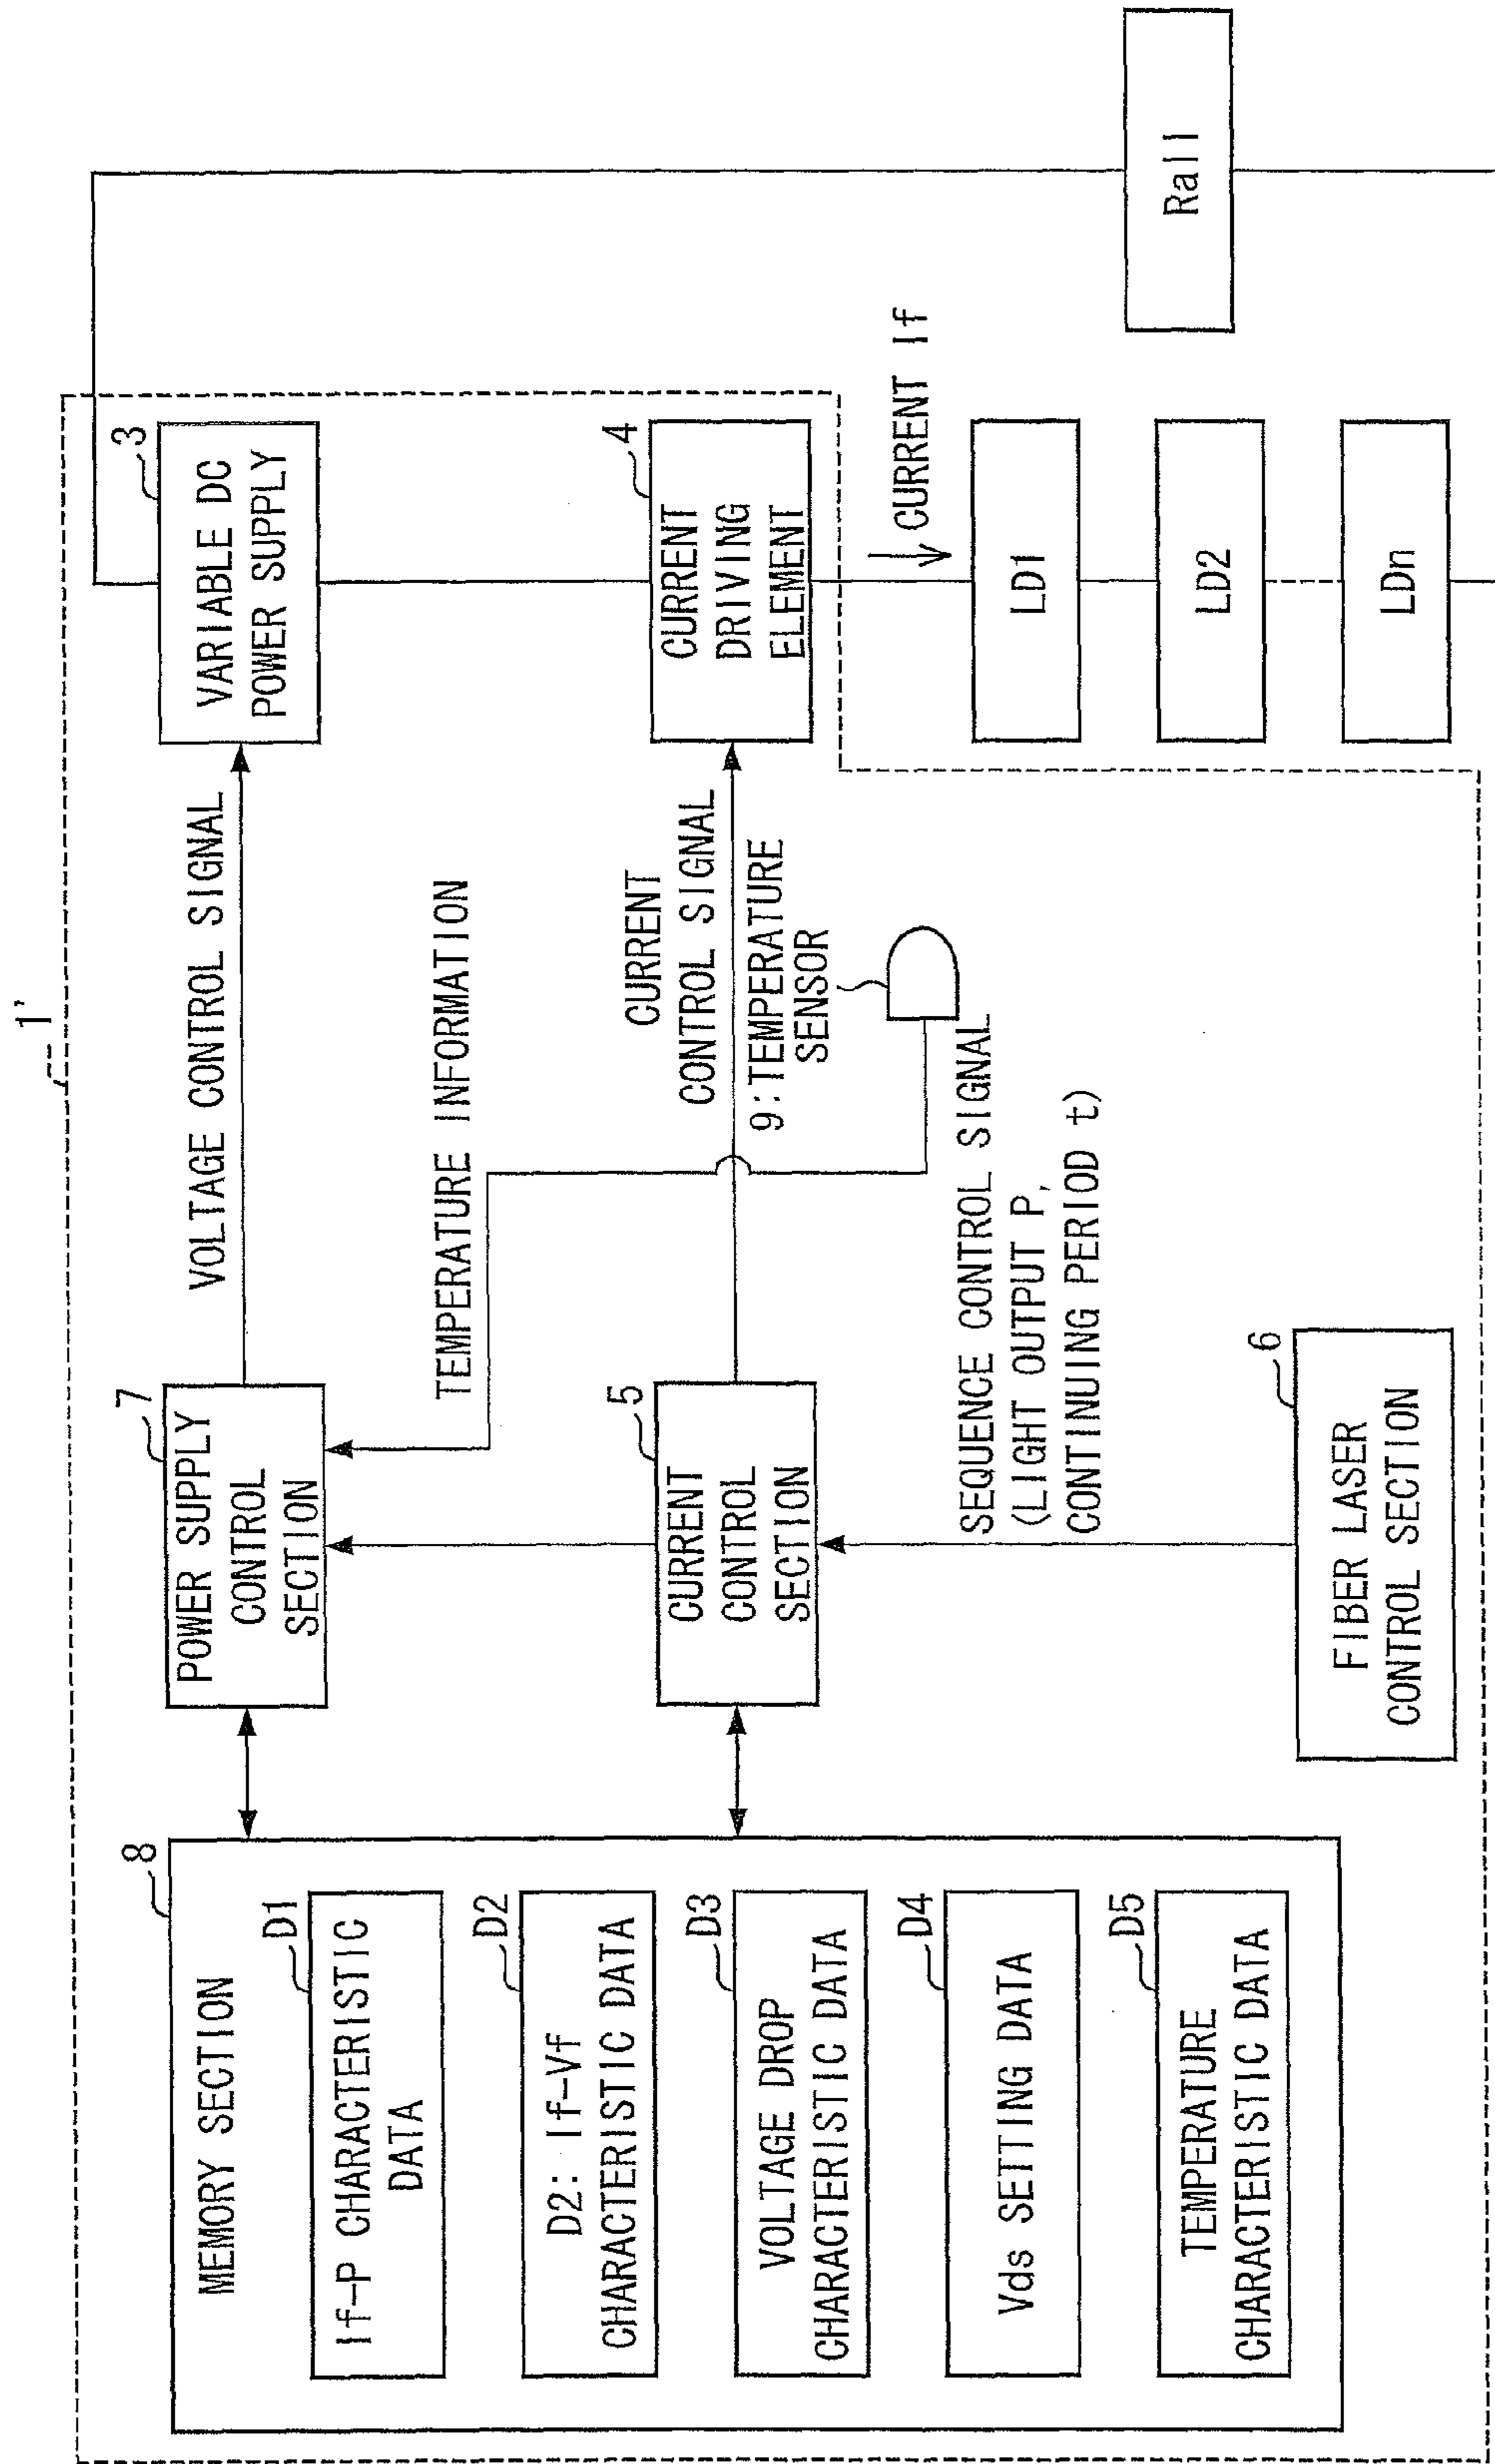 1'
8
MEMORY SECTION
D1
If-P CHARACTERISTIC
DATA
D2
D2: If-Vf
CHARACTERISTIC DATA
D3
VOLTAGE DROP
CHARACTERISTIC DATA
D4
Vds SETTING DATA
D5
TEMPERATURE
CHARACTERISTIC DATA
7
POWER SUPPLY
CONTROL
SECTION
5
CURRENT
CONTROL
SECTION
6
FIBER LASER
CONTROL SECTION
VOLTAGE CONTROL SIGNAL
TEMPERATURE INFORMATION
CURRENT
CONTROL SIGNAL
9:TEMPERATURE
SENSOR
SEQUENCE CONTROL SIGNAL
(LIGHT OUTPUT P,
CONTINUING PERIOD t)
3
VARIABLE DC
POWER SUPPLY
4
CURRENT
DRIVING
ELEMENT
CURRENT If
LD1
LD2
LDn
Rall